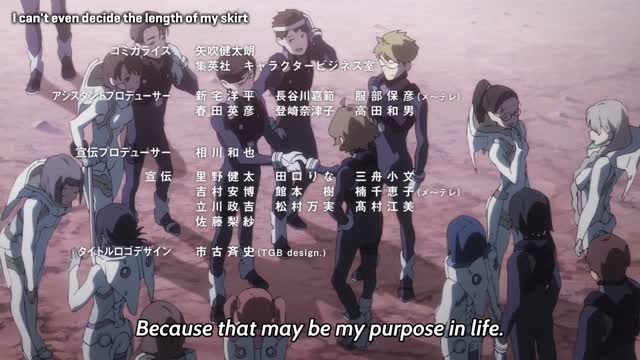 I can't even decide the length of my skirt
コミカライズ 矢吹健太朗
集英社 キャラクタービジネス室
アシスタントプロデューサー 新宅洋平 長谷川嘉範 服部保彦(メ〜テレ)
春田英彦 登崎奈津子 高田和男
宣伝プロデューサー 相川和也
宣伝 里野健太 田口りな 三舟小文
吉村安博 館本樹 楠千恵子(メ〜テレ)
立川政吉 松村万実 髙村江美
佐藤梨紗
タイトルロゴデザイン 市古斉史(TGB design.)
Because that may be my purpose in life.